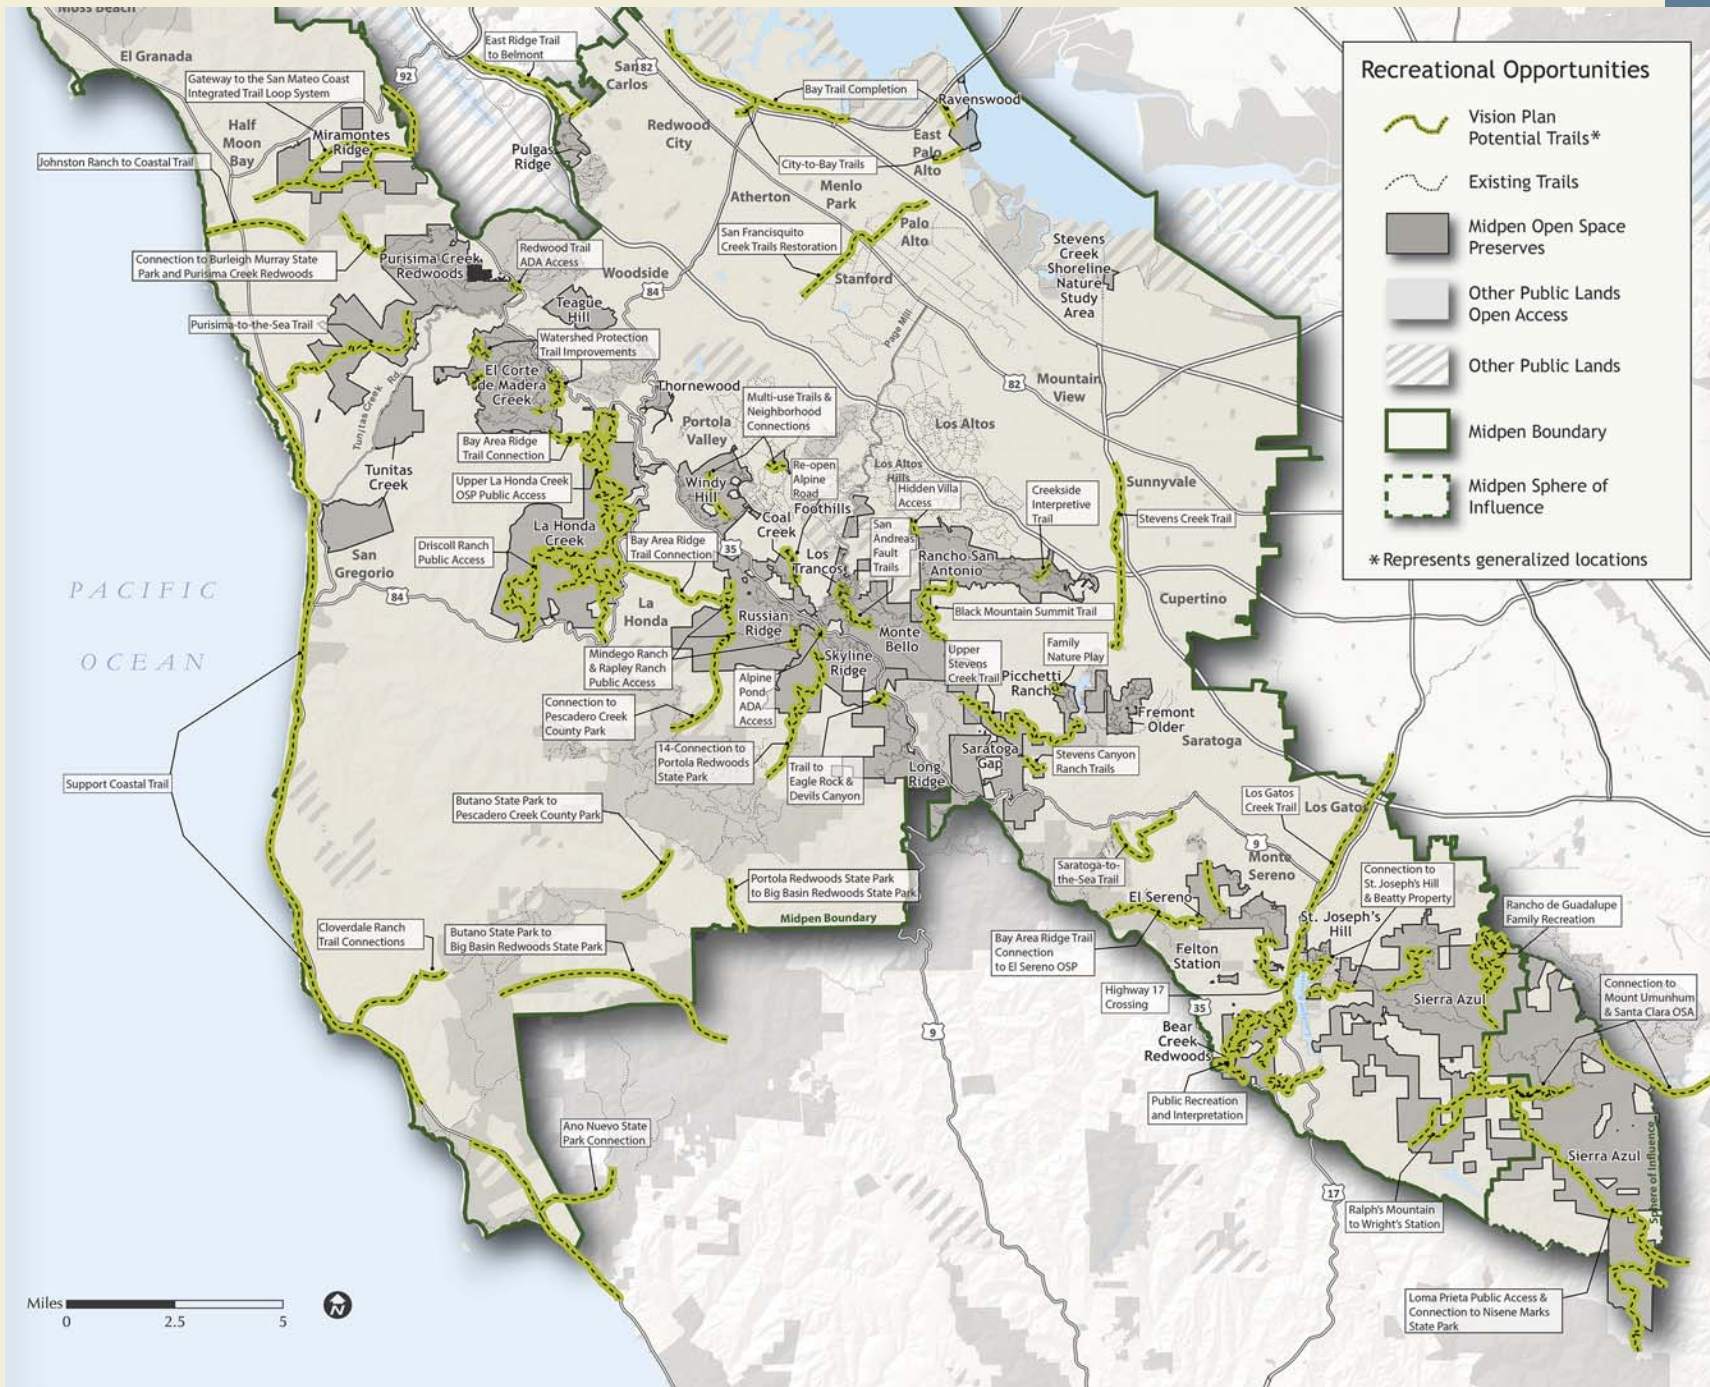 Moss Beach
El Granada
92
East Ridge Trail
to Belmont
San
Carlos
82
Gateway to the San Mateo Coast
Integrated Trail Loop System
Half
Moon
Bay
Miramontes
Ridge
Johnston Ranch to Coastal Trail
Pulgas
Ridge
Redwood
City
Bay Trail Completion
Ravenswood
East
Palo
Alto
City-to-Bay Trails
Atherton
Menlo
Park
Palo
Alto
San Francisquito
Creek Trails Restoration
Stanford
Stevens
Creek
Shoreline
Nature
Study
Area
Connection to Burleigh Murray State
Park and Purisima Creek Redwoods
Purisima Creek
Redwoods
Redwood Trail
ADA Access
Woodside
84
Teague
Hill
Purisima-to-the-Sea Trail
Watershed Protection
Trail Improvements
El Corte
de Madera
Creek
Tunitas Creek Rd
Thornewood
Page Mill
82
Mountain
View
Multi-use Trails &
Neighborhood
Connections
Portola
Valley
Los Altos
Bay Area Ridge
Trail Connection
Tunitas
Creek
Upper La Honda Creek
OSP Public Access
Windy
Hill
Re-open
Alpine
Road
Los Altos
Hills
Hidden Villa
Access
Creekside
Interpretive
Trail
Sunnyvale
Stevens Creek Trail
Foothills
Coal
Creek
La Honda
Creek
Driscoll Ranch
Public Access
Bay Area Ridge
Trail Connection
35
San
Andreas
Fault
Trails
Los
Trancos
Rancho San
Antonio
San
Gregorio
84
PACIFIC
OCEAN
La
Honda
Russian
Ridge
Black Mountain Summit Trail
Cupertino
Monte
Bello
Mindego Ranch
& Rapley Ranch
Public Access
Skyline
Ridge
Upper
Stevens
Creek Trail
Family
Nature Play
Picchetti
Ranch
Alpine
Pond
ADA
Access
Connection to
Pescadero Creek
County Park
Fremont
Older
Saratoga
14-Connection to
Portola Redwoods
State Park
Saratoga
Gap
Stevens Canyon
Ranch Trails
Trail to
Eagle Rock &
Devils Canyon
Long
Ridge
Support Coastal Trail
Butano State Park to
Pescadero Creek County Park
Los Gatos
Creek Trail
Los Gatos
9
Monte
Sereno
Saratoga-to-
the-Sea Trail
Portola Redwoods State Park
to Big Basin Redwoods State Park
Midpen Boundary
El Sereno
Connection to
St. Joseph's Hill
& Beatty Property
Rancho de Guadalupe
Family Recreation
St. Joseph's
Hill
Cloverdale Ranch
Trail Connections
Butano State Park to
Big Basin Redwoods State Park
Bay Area Ridge Trail
Connection
to El Sereno OSP
Felton
Station
Highway 17
Crossing
35
Sierra Azul
Connection to
Mount Umunhum
& Santa Clara OSA
9
Bear
Creek
Redwoods
Public Recreation
and Interpretation
Ano Nuevo State
Park Connection
Sierra Azul
Sphere of Influence
17
Ralph's Mountain
to Wright's Station
Loma Prieta Public Access &
Connection to Nisene Marks
State Park
Miles
0 2.5 5
N
Recreational Opportunities
Vision Plan
Potential Trails*
Existing Trails
Midpen Open Space
Preserves
Other Public Lands
Open Access
Other Public Lands
Midpen Boundary
Midpen Sphere of
Influence
*Represents generalized locations